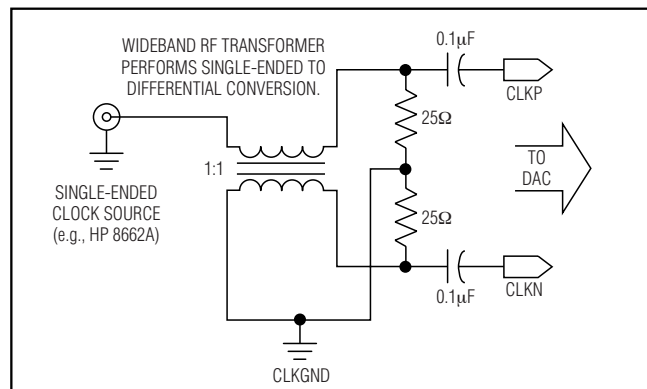 WIDEBAND RF TRANSFORMER
PERFORMS SINGLE-ENDED TO
DIFFERENTIAL CONVERSION.
0.1μF
CLKP
25Ω
1:1
TO
DAC
SINGLE-ENDED
CLOCK SOURCE
(e.g., HP 8662A)
25Ω
0.1μF
CLKN
CLKGND